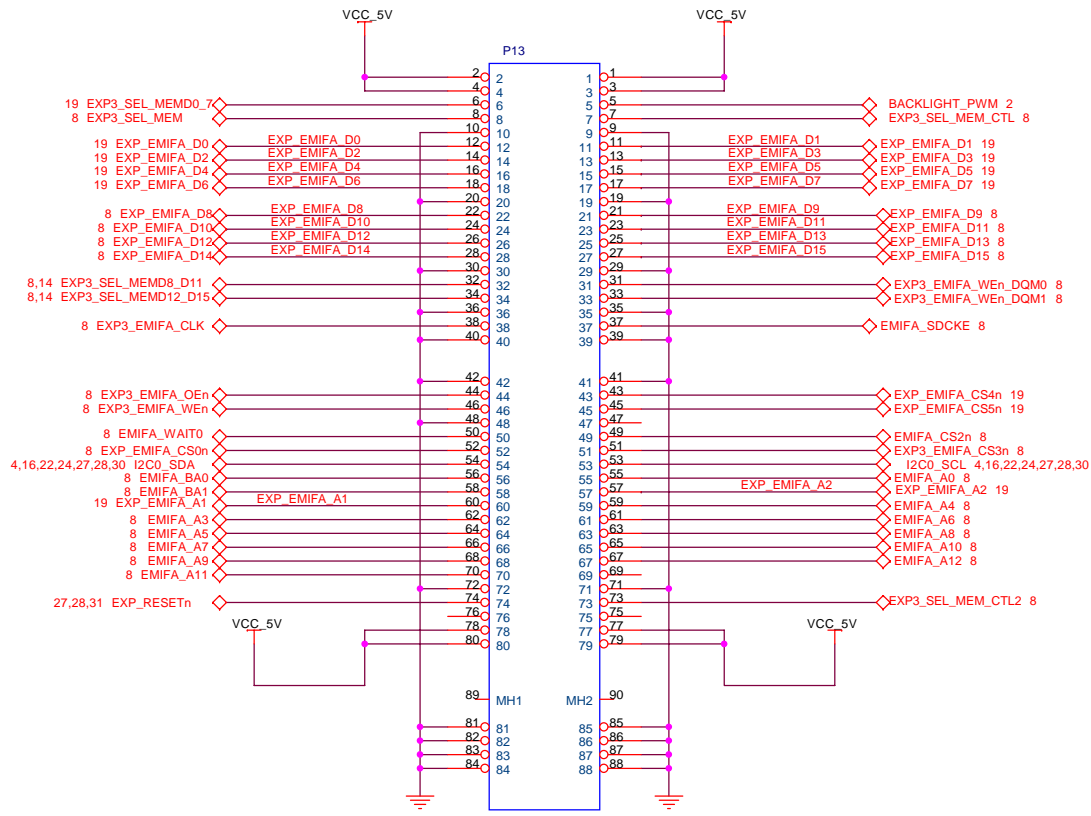 VCC_5V VCC_5V
P13
2 2 1 1
4 4 3 3
19 EXP3_SEL_MEMD0_7 6 6 5 5 BACKLIGHT_PWM 2
8 EXP3_SEL_MEM 8 8 7 7 EXP3_SEL_MEM_CTL 8
10 10 9 9
19 EXP_EMIFA_D0 EXP_EMIFA_D0 12 12 11 11 EXP_EMIFA_D1 EXP_EMIFA_D1 19
19 EXP_EMIFA_D2 EXP_EMIFA_D2 14 14 13 13 EXP_EMIFA_D3 EXP_EMIFA_D3 19
19 EXP_EMIFA_D4 EXP_EMIFA_D4 16 16 15 15 EXP_EMIFA_D5 EXP_EMIFA_D5 19
19 EXP_EMIFA_D6 EXP_EMIFA_D6 18 18 17 17 EXP_EMIFA_D7 EXP_EMIFA_D7 19
20 20 19 19
8 EXP_EMIFA_D8 EXP_EMIFA_D8 22 22 21 21 EXP_EMIFA_D9 EXP_EMIFA_D9 8
8 EXP_EMIFA_D10 EXP_EMIFA_D10 24 24 23 23 EXP_EMIFA_D11 EXP_EMIFA_D11 8
8 EXP_EMIFA_D12 EXP_EMIFA_D12 26 26 25 25 EXP_EMIFA_D13 EXP_EMIFA_D13 8
8 EXP_EMIFA_D14 EXP_EMIFA_D14 28 28 27 27 EXP_EMIFA_D15 EXP_EMIFA_D15 8
30 30 29 29
8,14 EXP3_SEL_MEMD8_D11 32 32 31 31 EXP3_EMIFA_WEn_DQM0 8
8,14 EXP3_SEL_MEMD12_D15 34 34 33 33 EXP3_EMIFA_WEn_DQM1 8
36 36 35 35
8 EXP3_EMIFA_CLK 38 38 37 37 EMIFA_SDCKE 8
40 40 39 39
42 42 41 41
8 EXP3_EMIFA_OEn 44 44 43 43 EXP_EMIFA_CS4n 19
8 EXP3_EMIFA_WEn 46 46 45 45 EXP_EMIFA_CS5n 19
48 48 47 47
8 EMIFA_WAIT0 50 50 49 49 EMIFA_CS2n 8
8 EXP_EMIFA_CS0n 52 52 51 51 EXP3_EMIFA_CS3n 8
4,16,22,24,27,28,30 I2C0_SDA 54 54 53 53 I2C0_SCL 4,16,22,24,27,28,30
8 EMIFA_BA0 56 56 55 55 EMIFA_A0 8
8 EMIFA_BA1 58 58 57 57 EXP_EMIFA_A2 EXP_EMIFA_A2 19
19 EXP_EMIFA_A1 EXP_EMIFA_A1 60 60 59 59 EMIFA_A4 8
8 EMIFA_A3 62 62 61 61 EMIFA_A6 8
8 EMIFA_A5 64 64 63 63 EMIFA_A8 8
8 EMIFA_A7 66 66 65 65 EMIFA_A10 8
8 EMIFA_A9 68 68 67 67 EMIFA_A12 8
8 EMIFA_A11 70 70 69 69
72 72 71 71
27,28,31 EXP_RESETn 74 74 73 73 EXP3_SEL_MEM_CTL2 8
76 76 75 75
VCC_5V 78 78 77 77 VCC_5V
80 80 79 79
89 MH1 MH2 90
81 81 85 85
82 82 86 86
83 83 87 87
84 84 88 88